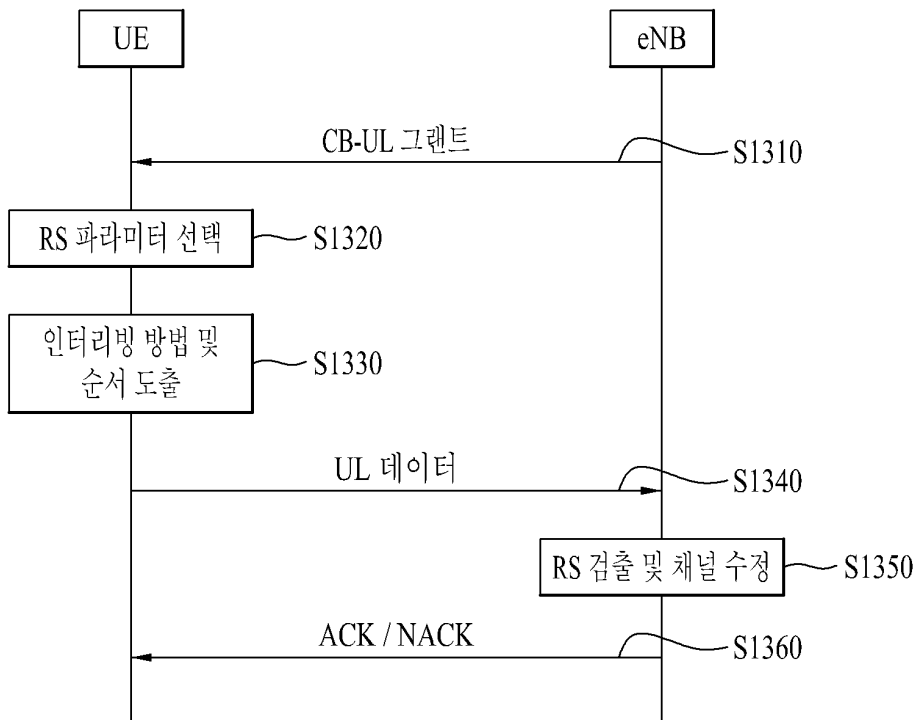 UE
eNB
CB-UL 그랜트
S1310
RS 파라미터 선택
S1320
인터리빙 방법 및
순서 도출
S1330
UL 데이터
S1340
RS 검출 및 채널 수정
S1350
ACK / NACK
S1360